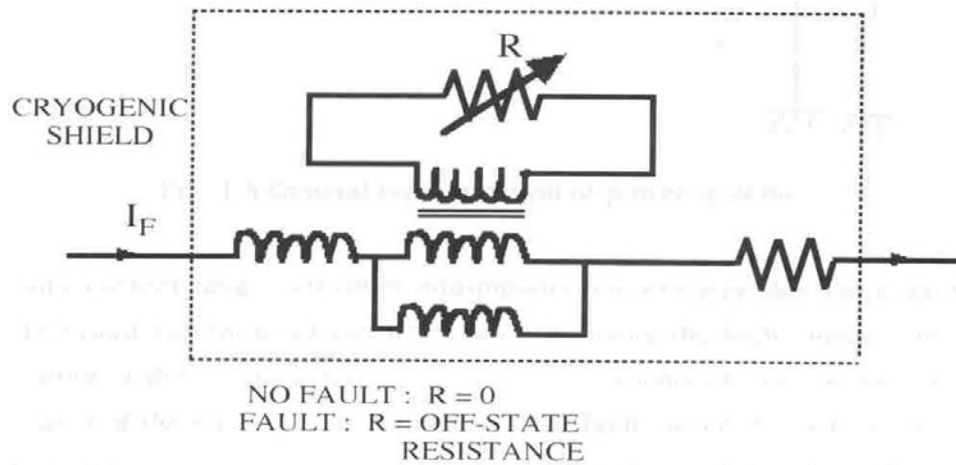 R
CRYOGENIC
SHIELD
I_F
NO FAULT : R = 0
FAULT : R = OFF-STATE
RESISTANCE